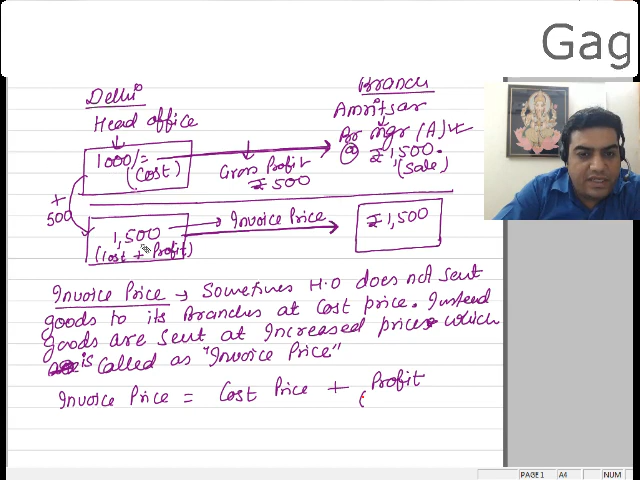 Gag
Delhi
Head office
Branch
Amritsar
Br mgr (A)
1000/=
(Cost)
Gross Profit
₹ 500
@ ₹ 1,500.
(Sale)
+
500
1,500
(Cost + Profit)
Invoice Price
₹ 1,500
Invoice Price → Sometimes H.O does not sent
goods to its Branches at Cost price. Instead
goods are sent at Increased price which
is called as "Invoice Price"
Invoice Price = Cost Price + (Profit
PAGE 1 A4 NUM